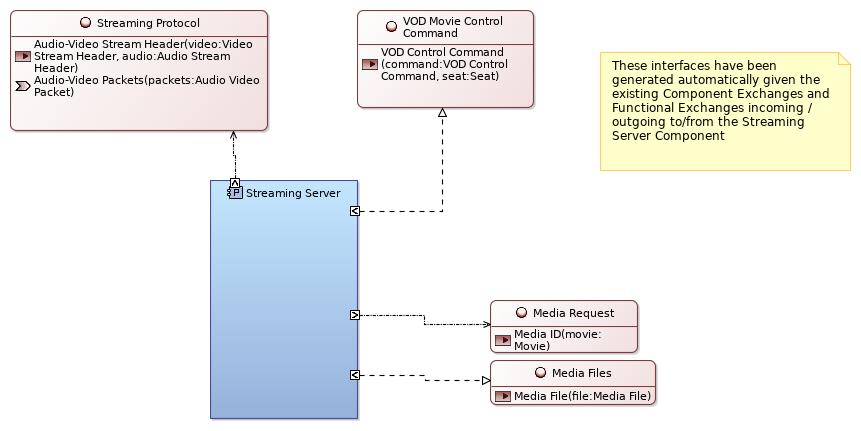 Streaming Protocol
Audio-Video Stream Header(video:Video
Stream Header, audio:Audio Stream
Header)
Audio-Video Packets(packets:Audio Video
Packet)
VOD Movie Control
Command
VOD Control Command
(command:VOD Control
Command, seat:Seat)
These interfaces have been
generated automatically given the
existing Component Exchanges and
Functional Exchanges incoming /
outgoing to/from the Streaming
Server Component
P
Streaming Server
Media Request
Media ID(movie:
Movie)
Media Files
Media File(file:Media File)